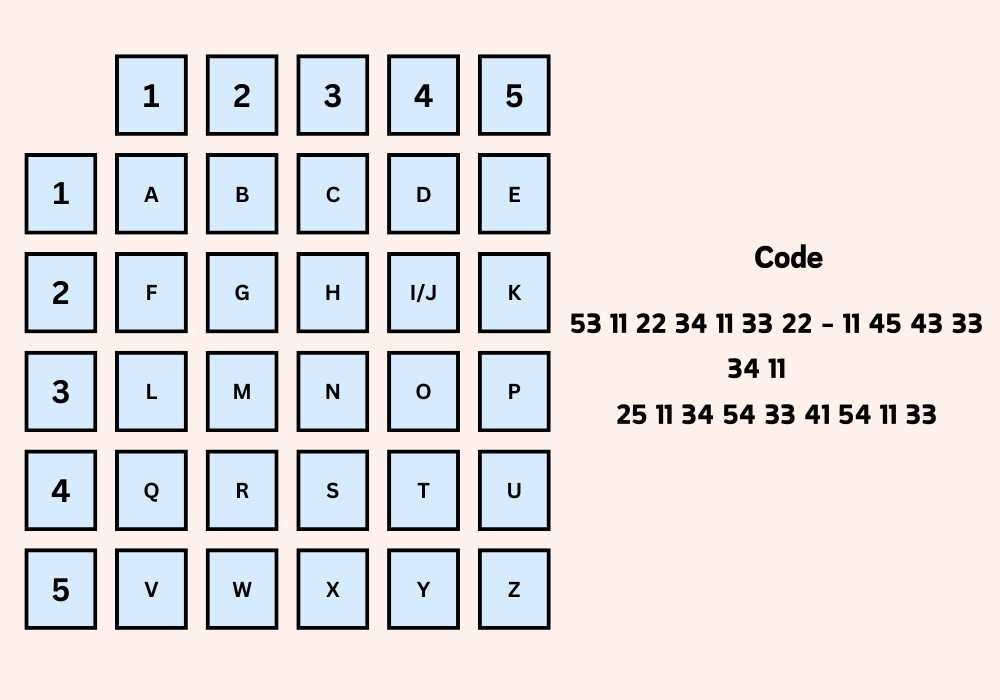 1 2 3 4 5
1 A B C D E
2 F G H I/J K
3 L M N O P
4 Q R S T U
5 V W X Y Z
Code
53 11 22 34 11 33 22 - 11 45 43 33
34 11
25 11 34 54 33 41 54 11 33